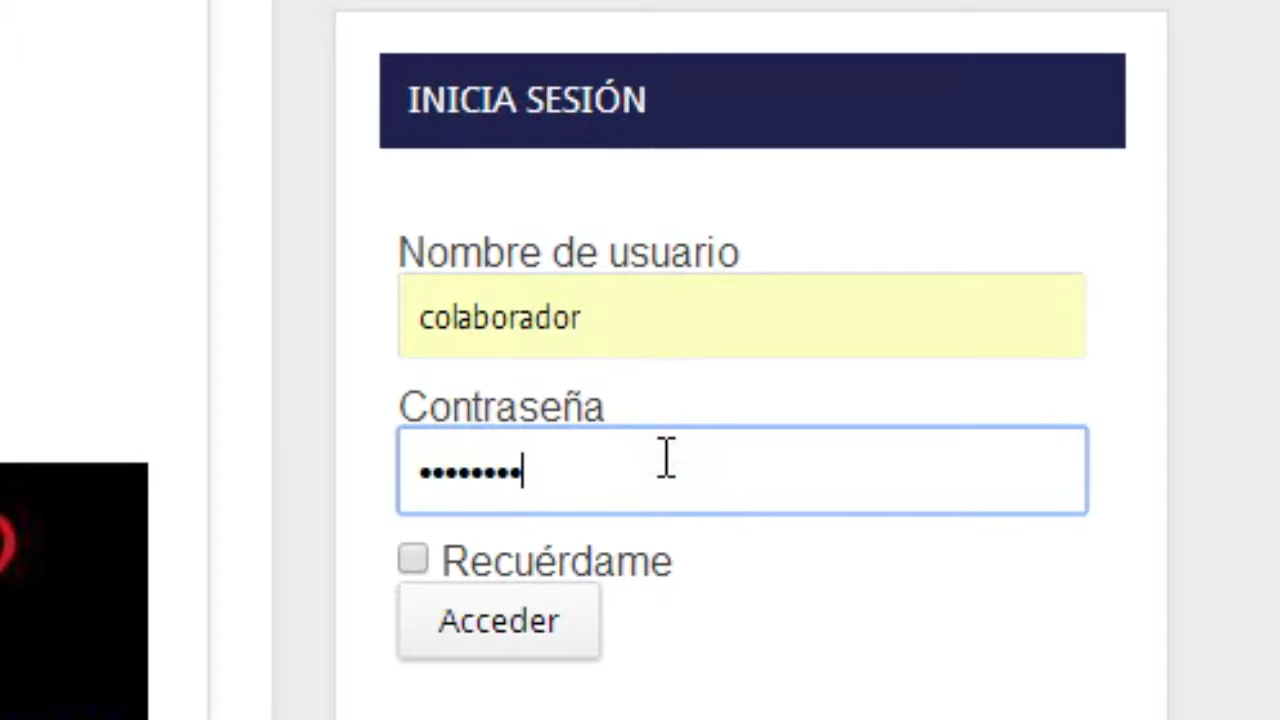 INICIA SESIÓN
Nombre de usuario
colaborador
Contraseña
••••••••
Recuérdame
Acceder